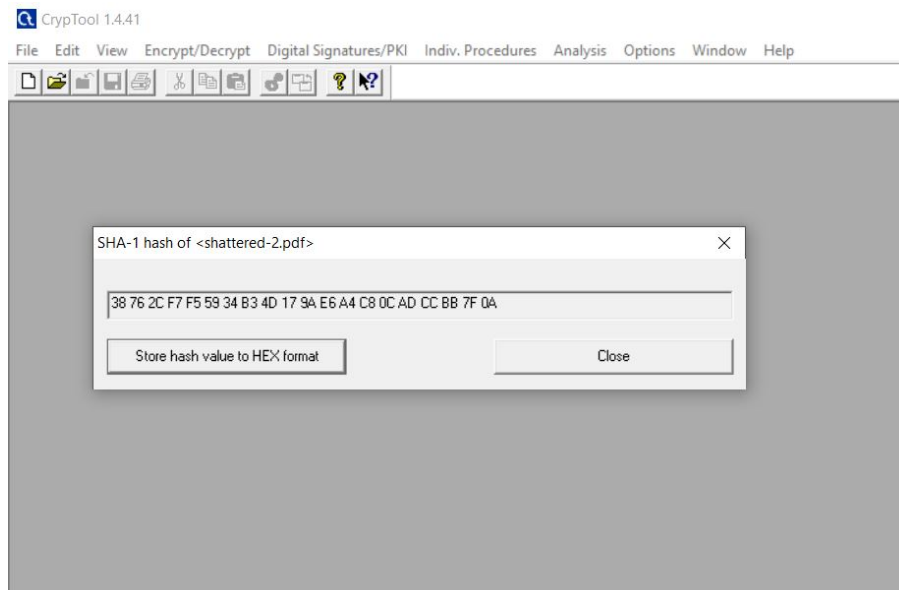 CrypTool 1.4.41
File Edit View Encrypt/Decrypt Digital Signatures/PKI Indiv. Procedures Analysis Options Window Help
SHA-1 hash of <shattered-2.pdf>
38 76 2C F7 F5 59 34 B3 4D 17 9A E6 A4 C8 0C AD CC BB 7F 0A
Store hash value to HEX format Close